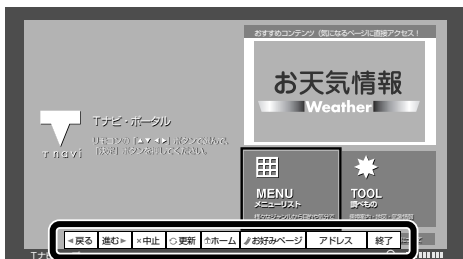 おすすめコンテンツ (気になるページに直接アクセス!
お天気情報
Weather
Tナビ・ポータル
リモコンの[▲▼◀▶]ボタンで選んで、
[決定]ボタンを押してください。
T navi
MENU
メニューリスト
TOOL
調べもの
◀戻る 進む▶ ×中止 更新 ホーム お好みページ アドレス 終了